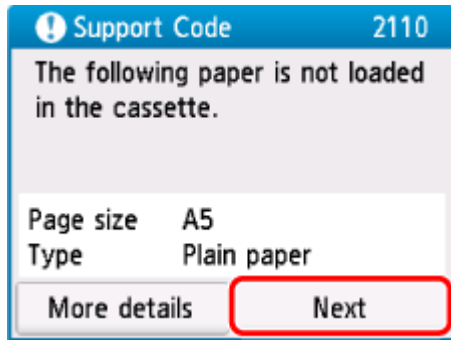 Support Code 2110
The following paper is not loaded
in the cassette.
Page size A5
Type Plain paper
More details Next